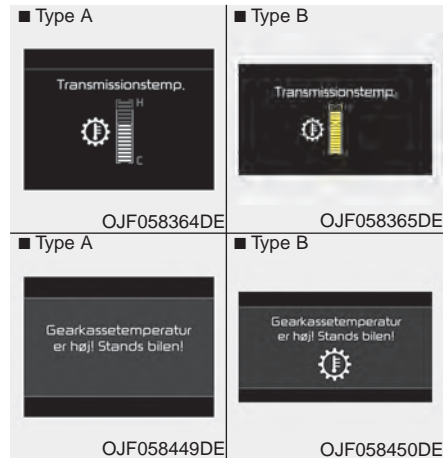 ■ Type A
Transmissionstemp.
H
C
OJF058364DE
■ Type B
Transmissionstemp.
OJF058365DE
■ Type A
Gearkassetemperatur
er høj! Stands bilen!
OJF058449DE
■ Type B
Gearkassetemperatur
er høj! Stands bilen!
OJF058450DE